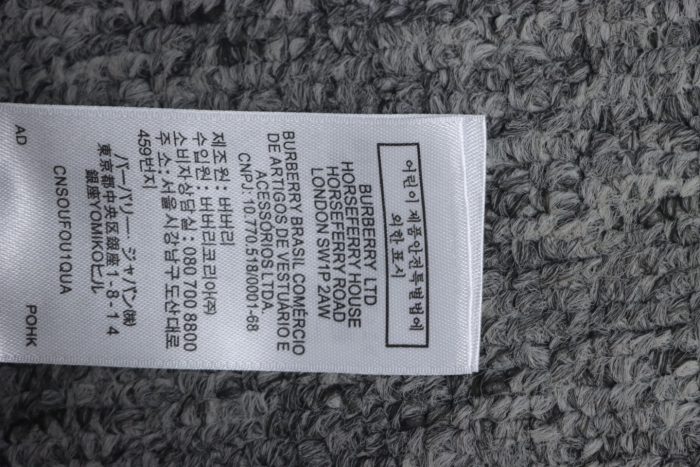 어린이 제품안전특별법에
의한 표시
BURBERRY LTD
HORSEFERRY HOUSE
HORSEFERRY ROAD
LONDON SW1P 2AW
BURBERRY BRASIL COMÉRCIO
DE ARTIGOS DE VESTUÁRIO E
ACESSÓRIOS LTDA.
CNPJ: 10.770.518/0001-68
제조원: 버버리
수입원: 버버리코리아㈜
소비자상담실: 080 700 8800
주 소: 서울시강남구 도산대로
459번지
バーバリー・ジャパン㈱
東京都中央区銀座1-8-14
銀座YOMIKOビル
CNSOUFOU1QUA
AD POHK